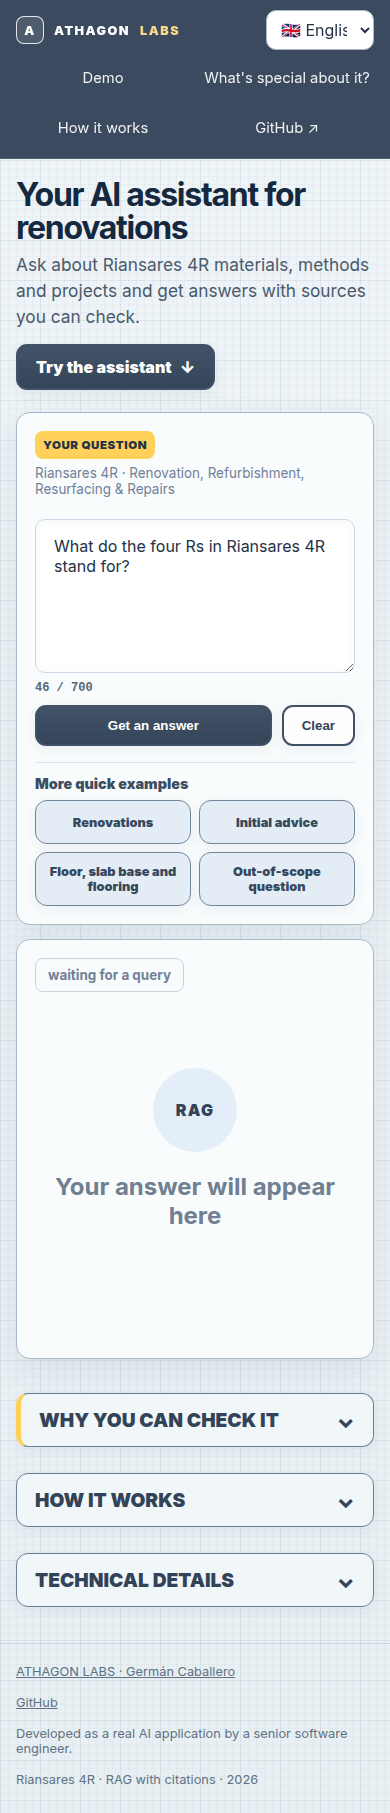 A ATHAGON LABS
🇬🇧 Englis
Demo
What's special about it?
How it works
GitHub ↗
Your AI assistant for
renovations
Ask about Riansares 4R materials, methods
and projects and get answers with sources
you can check.
Try the assistant ↓
YOUR QUESTION
Riansares 4R · Renovation, Refurbishment,
Resurfacing & Repairs
What do the four Rs in Riansares 4R
stand for?
46 / 700
Get an answer
Clear
More quick examples
Renovations
Initial advice
Floor, slab base and
flooring
Out-of-scope
question
waiting for a query
RAG
Your answer will appear
here
WHY YOU CAN CHECK IT
HOW IT WORKS
TECHNICAL DETAILS
ATHAGON LABS · Germán Caballero
GitHub
Developed as a real AI application by a senior software
engineer.
Riansares 4R · RAG with citations · 2026